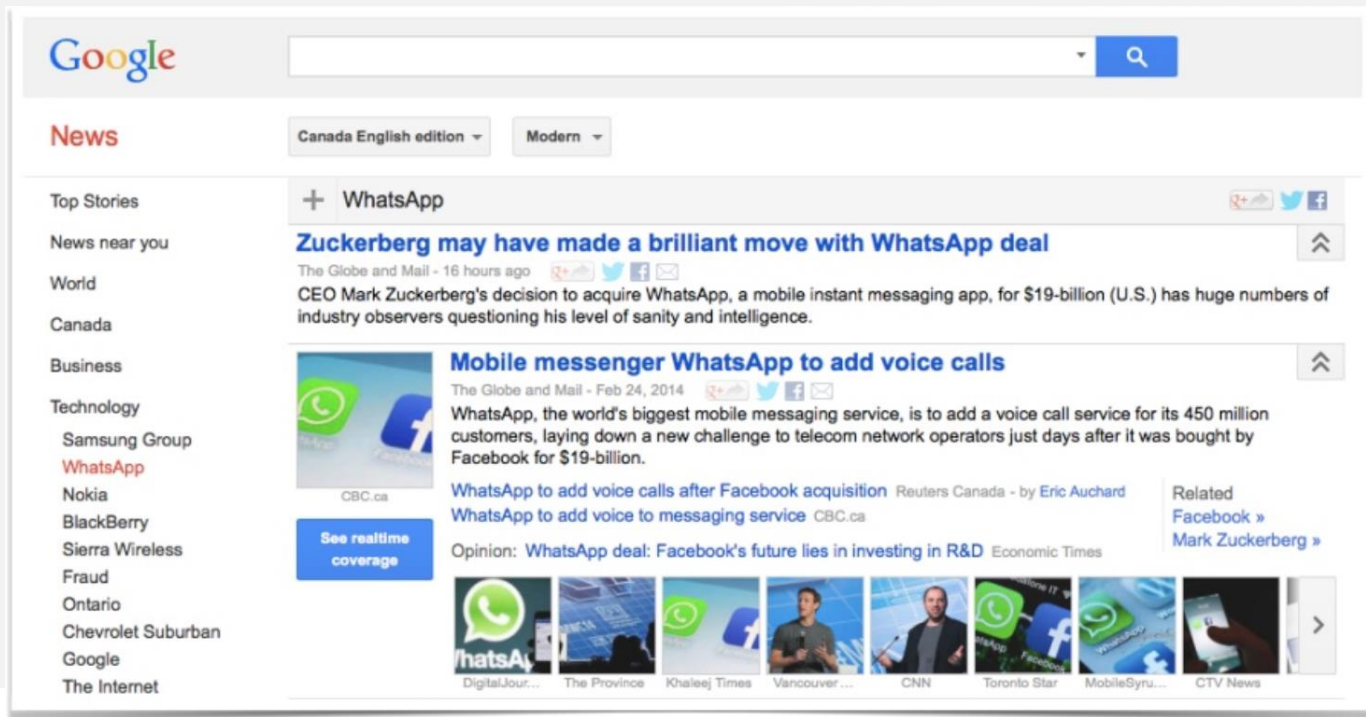 Google
News
Canada English edition
Modern
Top Stories
News near you
World
Canada
Business
Technology
Samsung Group
WhatsApp
Nokia
BlackBerry
Sierra Wireless
Fraud
Ontario
Chevrolet Suburban
Google
The Internet
WhatsApp
Zuckerberg may have made a brilliant move with WhatsApp deal
The Globe and Mail - 16 hours ago
CEO Mark Zuckerberg's decision to acquire WhatsApp, a mobile instant messaging app, for $19-billion (U.S.) has huge numbers of
industry observers questioning his level of sanity and intelligence.
CBC.ca
See realtime
coverage
Mobile messenger WhatsApp to add voice calls
The Globe and Mail - Feb 24, 2014
WhatsApp, the world's biggest mobile messaging service, is to add a voice call service for its 450 million
customers, laying down a new challenge to telecom network operators just days after it was bought by
Facebook for $19-billion.
WhatsApp to add voice calls after Facebook acquisition Reuters Canada - by Eric Auchard
WhatsApp to add voice to messaging service CBC.ca
Opinion: WhatsApp deal: Facebook's future lies in investing in R&D Economic Times
Related
Facebook »
Mark Zuckerberg »
DigitalJour... The Province Khaleej Times Vancouver ... CNN Toronto Star MobileSyru... CTV News